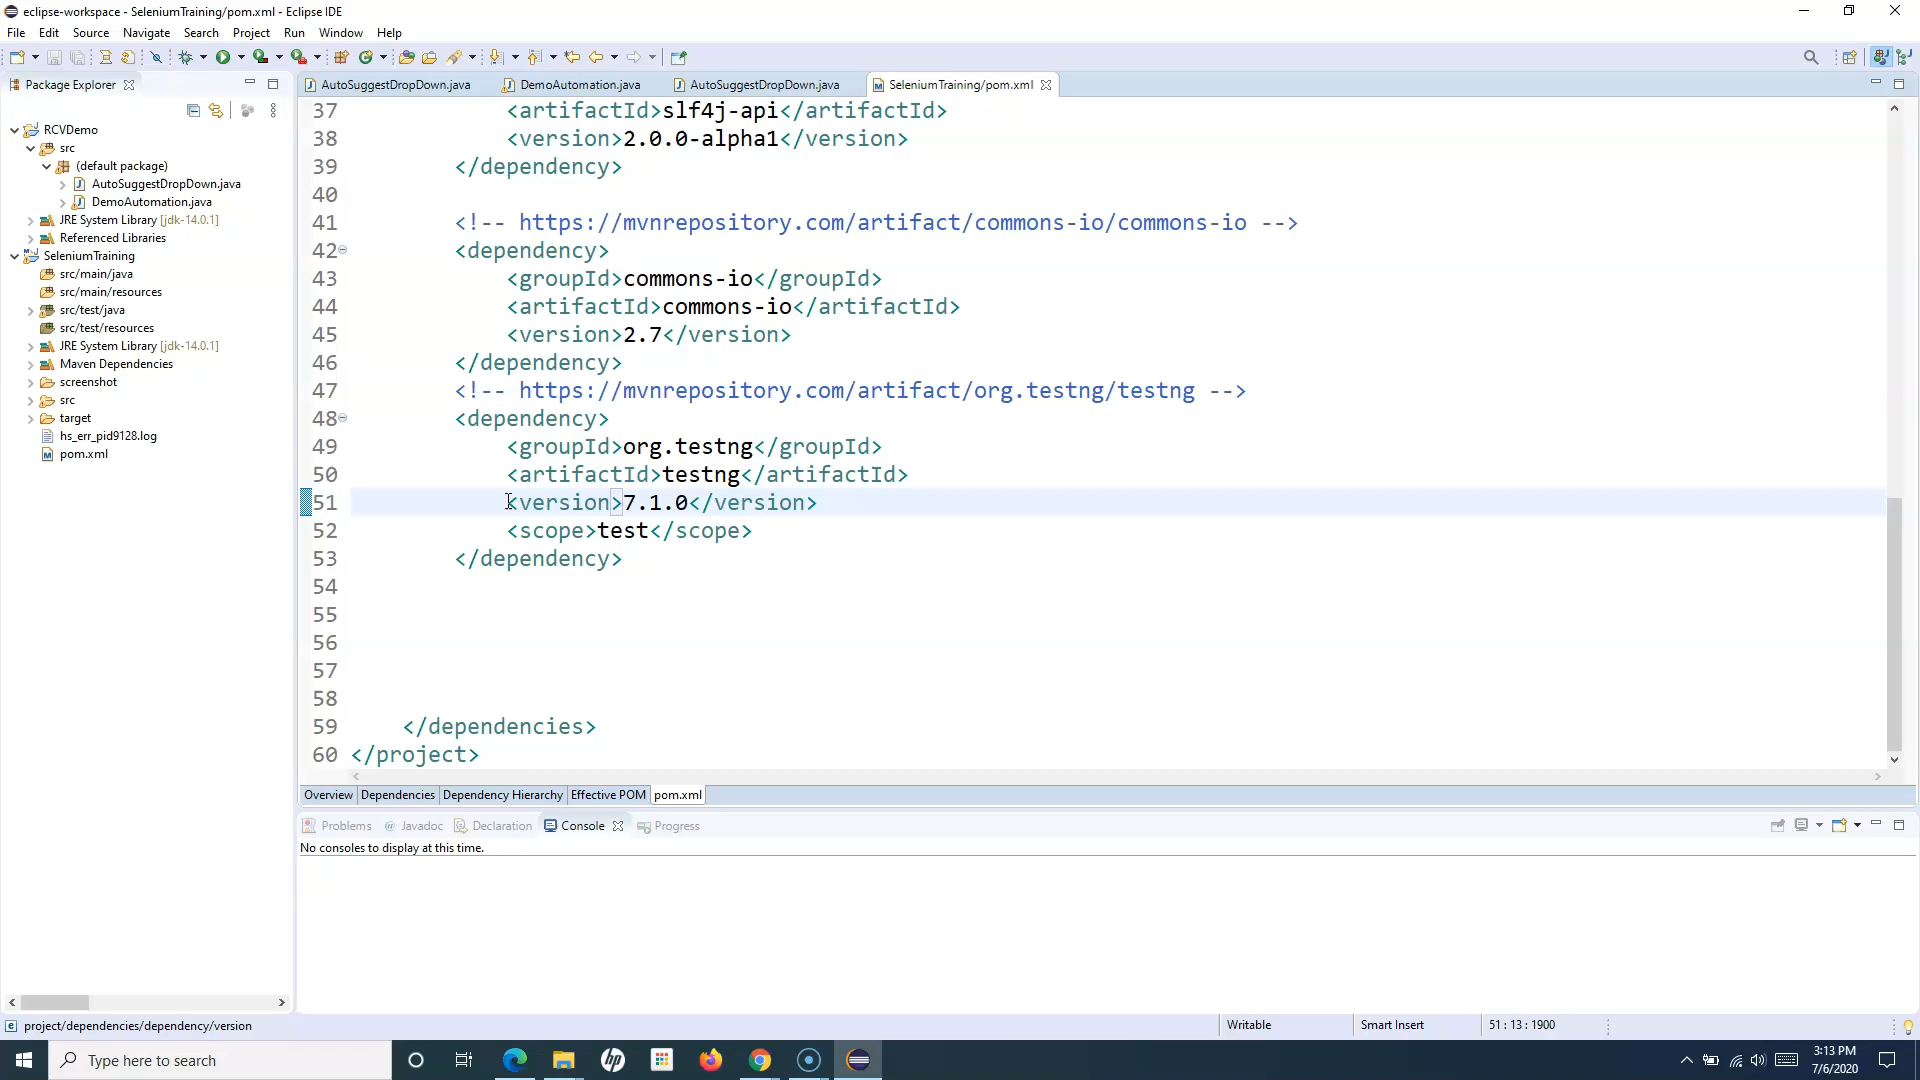 eclipse-workspace - SeleniumTraining/pom.xml - Eclipse IDE
File Edit Source Navigate Search Project Run Window Help
Package Explorer
AutoSuggestDropDown.java DemoAutomation.java AutoSuggestDropDown.java SeleniumTraining/pom.xml
RCVDemo
src
(default package)
AutoSuggestDropDown.java
DemoAutomation.java
JRE System Library [jdk-14.0.1]
Referenced Libraries
SeleniumTraining
src/main/java
src/main/resources
src/test/java
src/test/resources
JRE System Library [jdk-14.0.1]
Maven Dependencies
screenshot
src
target
hs_err_pid9128.log
pom.xml
37 <artifactId>slf4j-api</artifactId>
38 <version>2.0.0-alpha1</version>
39 </dependency>
40
41 <!-- https://mvnrepository.com/artifact/commons-io/commons-io -->
42 <dependency>
43 <groupId>commons-io</groupId>
44 <artifactId>commons-io</artifactId>
45 <version>2.7</version>
46 </dependency>
47 <!-- https://mvnrepository.com/artifact/org.testng/testng -->
48 <dependency>
49 <groupId>org.testng</groupId>
50 <artifactId>testng</artifactId>
51 <version>7.1.0</version>
52 <scope>test</scope>
53 </dependency>
54
55
56
57
58
59 </dependencies>
60 </project>
Overview Dependencies Dependency Hierarchy Effective POM pom.xml
Problems @ Javadoc Declaration Console Progress
No consoles to display at this time.
project/dependencies/dependency/version Writable Smart Insert 51 : 13 : 1900
Type here to search
3:13 PM
7/6/2020